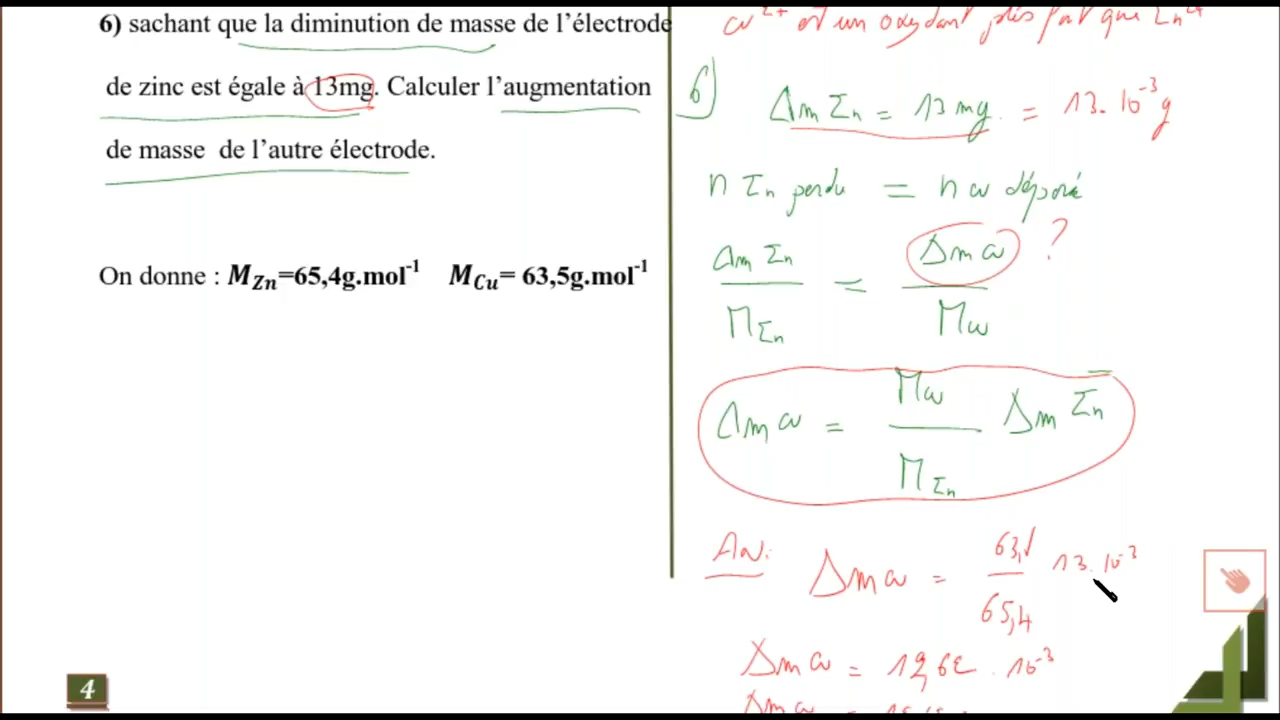 6) sachant que la diminution de masse de l'électrode
de zinc est égale à 13mg. Calculer l'augmentation
de masse de l'autre électrode.
On donne : M_Zn=65,4g.mol⁻¹ M_Cu= 63,5g.mol⁻¹
4
Cu²⁺ est un oxydant plus fort que Zn²⁺
6)
Δm Zn = 13 mg = 13. 10⁻³ g
n Zn perdu = n Cu déposé
Δm Zn / M Zn = Δm Cu / M Cu ?
Δm Cu = M Cu / M Zn Δm Zn
A.N: Δm Cu = 63,5 / 65,4 13. 10⁻³
Δm Cu = 12,62 . 10⁻³
Δm Cu =